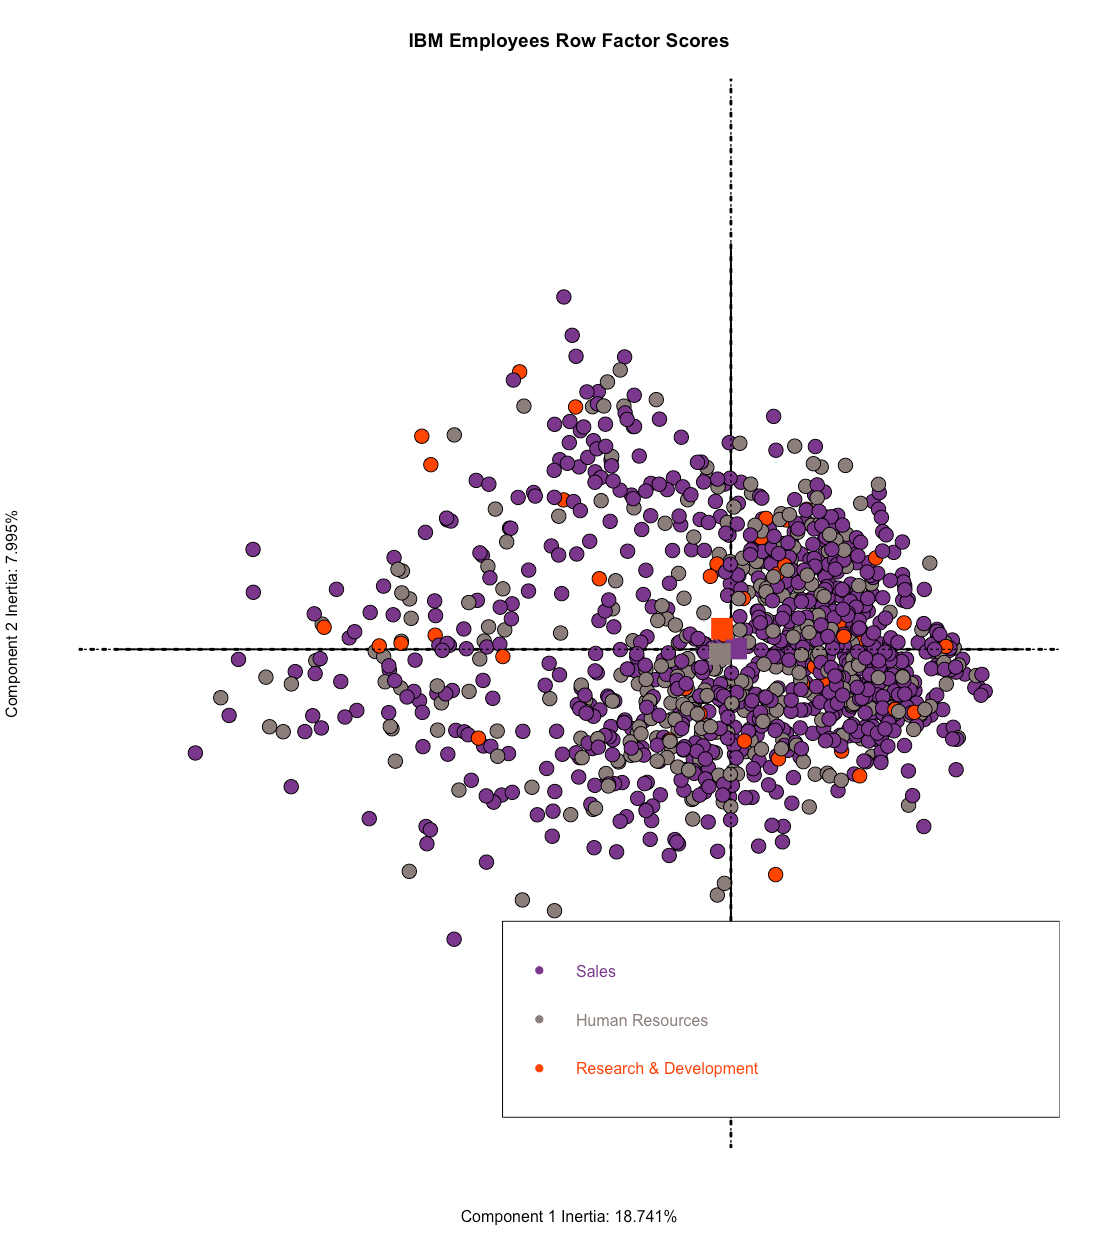 IBM Employees Row Factor Scores
Component 2 Inertia: 7.995%
Sales
Human Resources
Research & Development
Component 1 Inertia: 18.741%